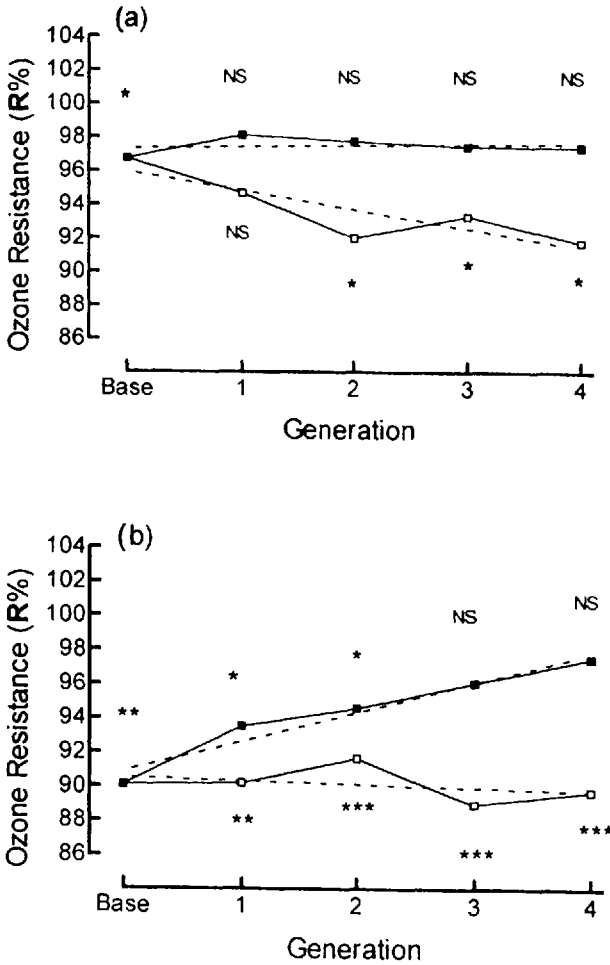 (a)
Ozone Resistance (R%)
104
102
100
98
96
94
92
90
88
86
*
NS NS NS NS
NS
* * *
Base 1 2 3 4
Generation
(b)
Ozone Resistance (R%)
104
102
100
98
96
94
92
90
88
86
** * * NS NS
** *** *** ***
Base 1 2 3 4
Generation